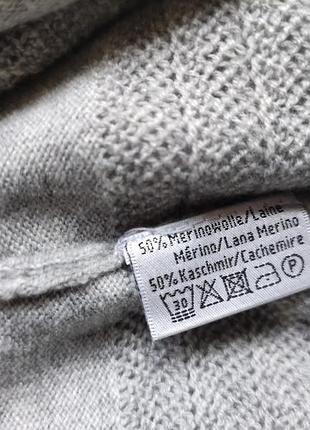 50% Merinowolle/Laine
Mérino/Lana Merino
50% Kaschmir/Cachemire
30 P